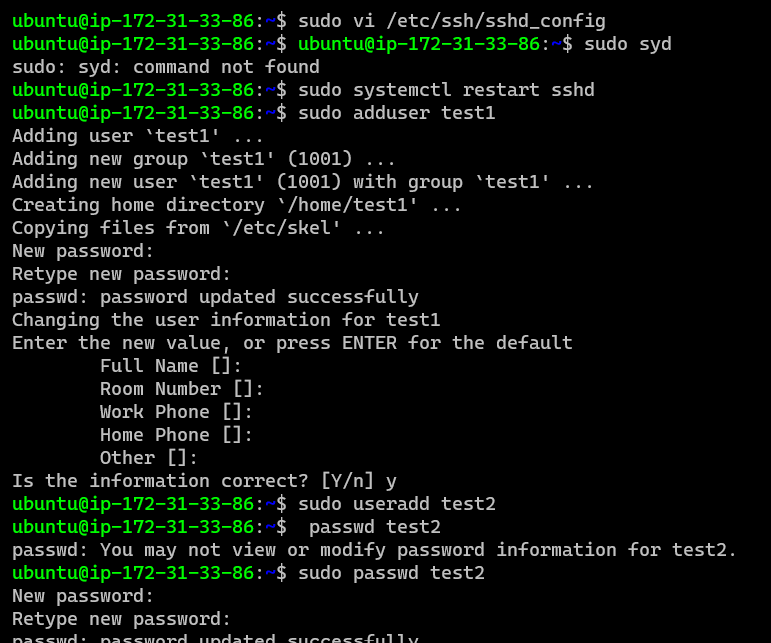 ubuntu@ip-172-31-33-86:~$ sudo vi /etc/ssh/sshd_config
ubuntu@ip-172-31-33-86:~$ ubuntu@ip-172-31-33-86:~$ sudo syd
sudo: syd: command not found
ubuntu@ip-172-31-33-86:~$ sudo systemctl restart sshd
ubuntu@ip-172-31-33-86:~$ sudo adduser test1
Adding user `test1' ...
Adding new group `test1' (1001) ...
Adding new user `test1' (1001) with group `test1' ...
Creating home directory `/home/test1' ...
Copying files from `/etc/skel' ...
New password:
Retype new password:
passwd: password updated successfully
Changing the user information for test1
Enter the new value, or press ENTER for the default
        Full Name []:
        Room Number []:
        Work Phone []:
        Home Phone []:
        Other []:
Is the information correct? [Y/n] y
ubuntu@ip-172-31-33-86:~$ sudo useradd test2
ubuntu@ip-172-31-33-86:~$  passwd test2
passwd: You may not view or modify password information for test2.
ubuntu@ip-172-31-33-86:~$ sudo passwd test2
New password:
Retype new password:
passwd: password updated successfully